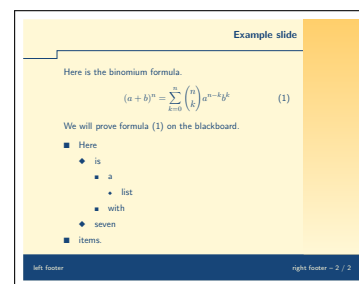 Example slide
Here is the binomium formula.
(a + b)^n = \sum_{k=0}^{n} \binom{n}{k} a^{n-k} b^k (1)
We will prove formula (1) on the blackboard.
■ Here
◆ is
■ a
● list
■ with
◆ seven
■ items.
left footer right footer – 2 / 2